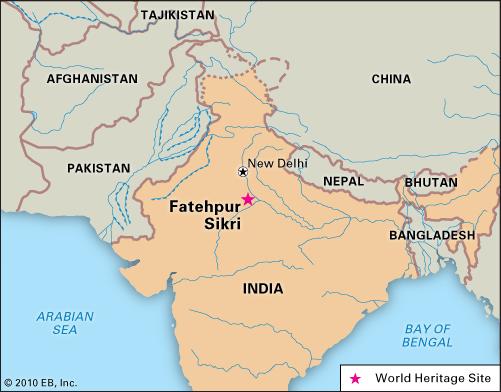 TAJIKISTAN
AFGHANISTAN
CHINA
PAKISTAN
New Delhi
NEPAL
BHUTAN
Fatehpur
Sikri
BANGLADESH
INDIA
ARABIAN
SEA
BAY OF
BENGAL
© 2010 EB, Inc.
World Heritage Site